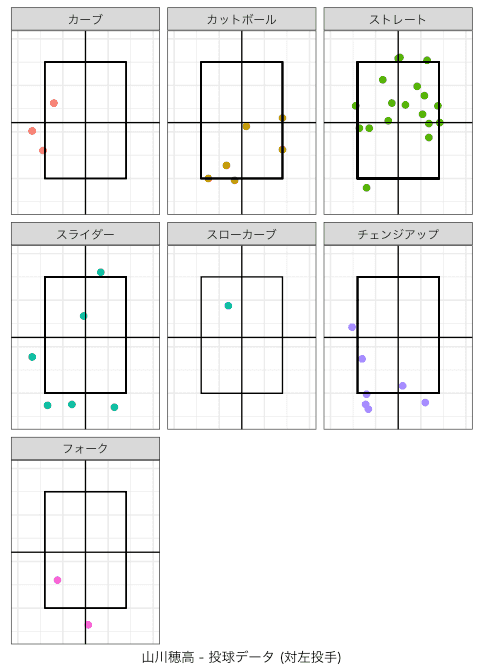 カーブ
カットボール
ストレート
スライダー
スローカーブ
チェンジアップ
フォーク
山川穂高 - 投球データ (対左投手)